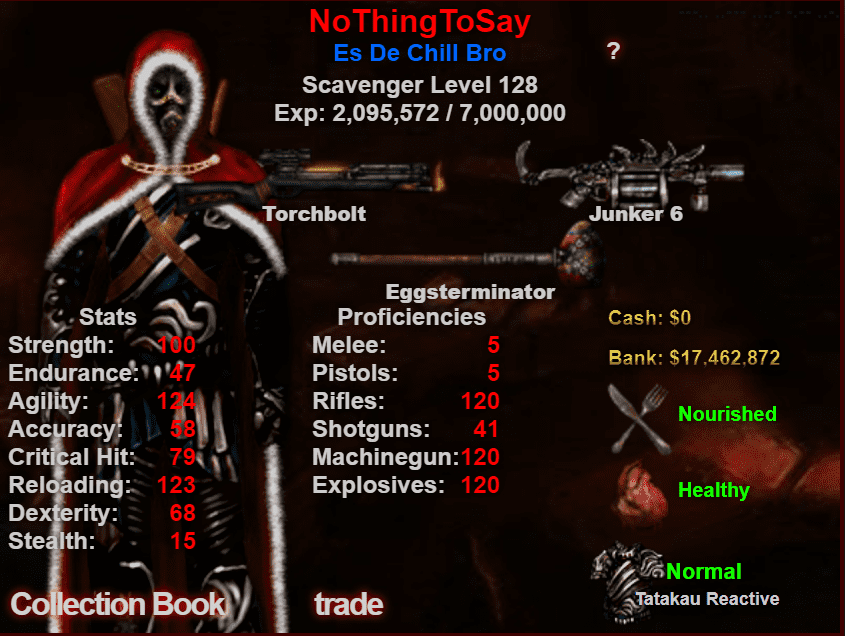 NoThingToSay
Es De Chill Bro
?
Scavenger Level 128
Exp: 2,095,572 / 7,000,000
Torchbolt
Junker 6
Eggsterminator
Stats
Strength: 100
Endurance: 47
Agility: 124
Accuracy: 58
Critical Hit: 79
Reloading: 123
Dexterity: 68
Stealth: 15
Proficiencies
Melee: 5
Pistols: 5
Rifles: 120
Shotguns: 41
Machinegun: 120
Explosives: 120
Cash: $0
Bank: $17,462,872
Nourished
Healthy
Normal
Tatakau Reactive
Collection Book
trade